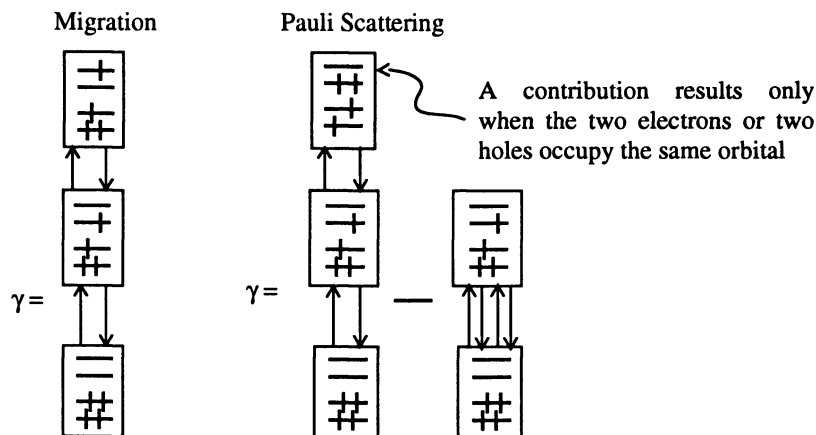 Migration
Pauli Scattering
A contribution results only
when the two electrons or two
holes occupy the same orbital
γ =
γ =